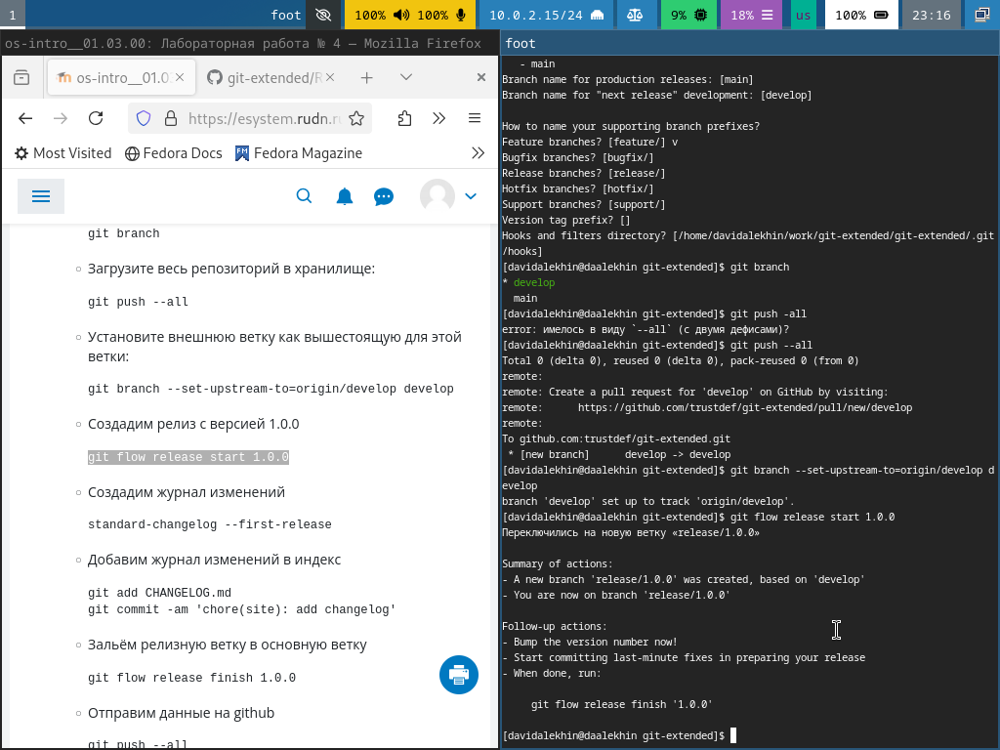 1
foot
100% 100%
10.0.2.15/24
9%
18%
us
100%
23:16
os-intro__01.03.00: Лабораторная работа № 4 — Mozilla Firefox
os-intro__01.0
git-extended/R
https://esystem.rudn.r
Most Visited
Fedora Docs
Fedora Magazine
git branch
Загрузите весь репозиторий в хранилище:
git push --all
Установите внешнюю ветку как вышестоящую для этой
ветки:
git branch --set-upstream-to=origin/develop develop
Создадим релиз с версией 1.0.0
git flow release start 1.0.0
Создадим журнал изменений
standard-changelog --first-release
Добавим журнал изменений в индекс
git add CHANGELOG.md
git commit -am 'chore(site): add changelog'
Зальём релизную ветку в основную ветку
git flow release finish 1.0.0
Отправим данные на github
git push --all
foot
- main
Branch name for production releases: [main]
Branch name for "next release" development: [develop]
How to name your supporting branch prefixes?
Feature branches? [feature/] v
Bugfix branches? [bugfix/]
Release branches? [release/]
Hotfix branches? [hotfix/]
Support branches? [support/]
Version tag prefix? []
Hooks and filters directory? [/home/davidalekhin/work/git-extended/git-extended/.git
/hooks]
[davidalekhin@daalekhin git-extended]$ git branch
* develop
main
[davidalekhin@daalekhin git-extended]$ git push -all
error: имелось в виду `--all` (с двумя дефисами)?
[davidalekhin@daalekhin git-extended]$ git push --all
Total 0 (delta 0), reused 0 (delta 0), pack-reused 0 (from 0)
remote:
remote: Create a pull request for 'develop' on GitHub by visiting:
remote:      https://github.com/trustdef/git-extended/pull/new/develop
remote:
To github.com:trustdef/git-extended.git
* [new branch]      develop -> develop
[davidalekhin@daalekhin git-extended]$ git branch --set-upstream-to=origin/develop d
evelop
branch 'develop' set up to track 'origin/develop'.
[davidalekhin@daalekhin git-extended]$ git flow release start 1.0.0
Переключились на новую ветку «release/1.0.0»
Summary of actions:
- A new branch 'release/1.0.0' was created, based on 'develop'
- You are now on branch 'release/1.0.0'
Follow-up actions:
- Bump the version number now!
- Start committing last-minute fixes in preparing your release
- When done, run:
git flow release finish '1.0.0'
[davidalekhin@daalekhin git-extended]$